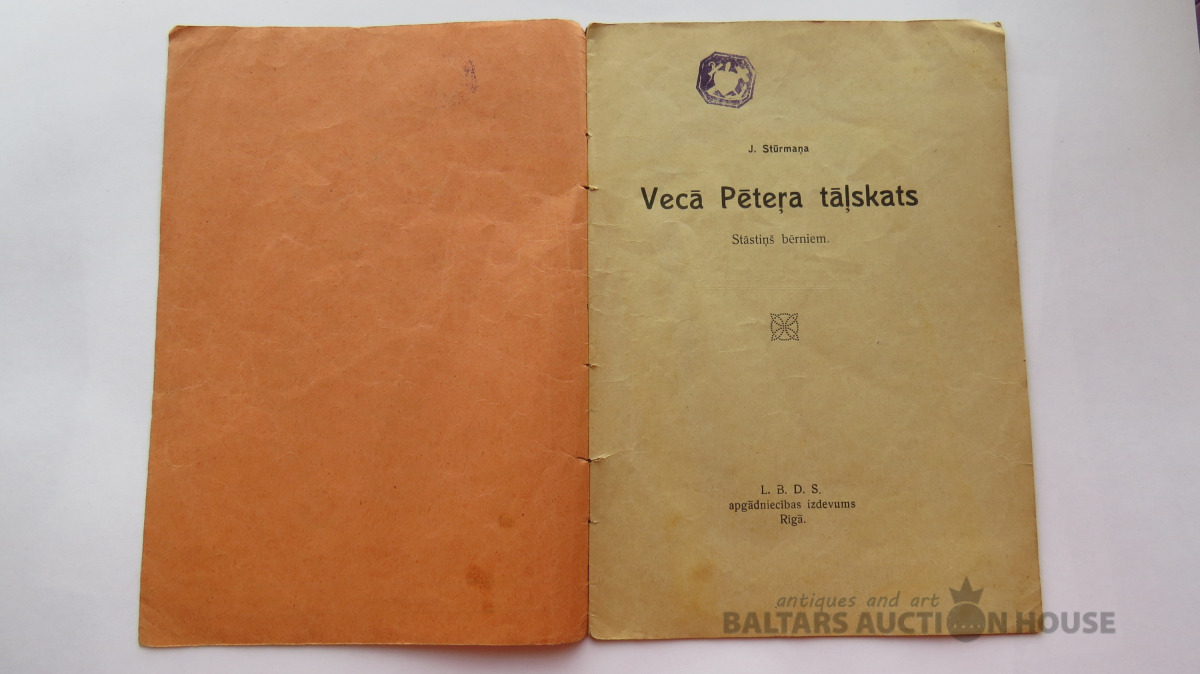 J. Stūrmaņa
Vecā Pēteŗa tāļskats
Stāstiņš bērniem.
L. B. D. S.
apgādniecības izdevums
Rīgā.
antiques and art
BALTARS AUCTION HOUSE